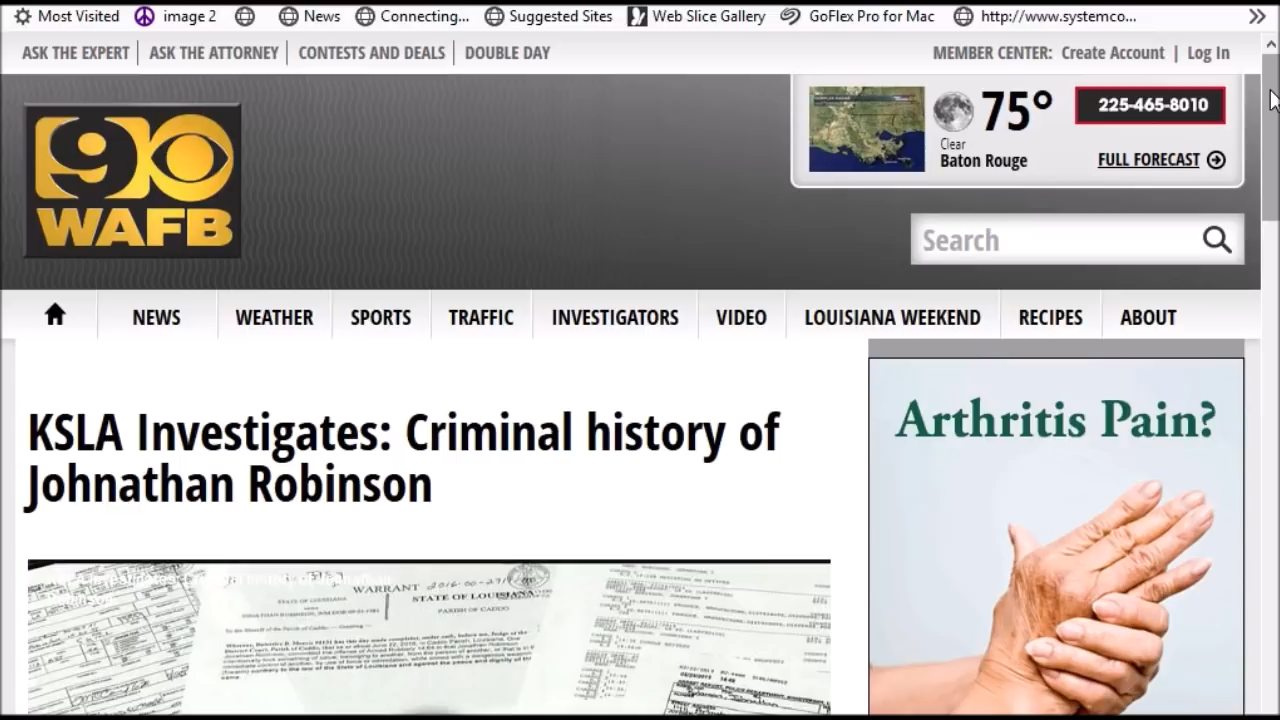 Most Visited image 2 News Connecting... Suggested Sites Web Slice Gallery GoFlex Pro for Mac http://www.systemco...
ASK THE EXPERT ASK THE ATTORNEY CONTESTS AND DEALS DOUBLE DAY
MEMBER CENTER: Create Account | Log In
9
WAFB
75°
Clear
Baton Rouge
225-465-8010
FULL FORECAST
Search
NEWS WEATHER SPORTS TRAFFIC INVESTIGATORS VIDEO LOUISIANA WEEKEND RECIPES ABOUT
KSLA Investigates: Criminal history of
Johnathan Robinson
Arthritis Pain?
WARRANT
STATE OF LOUISIANA
STATE OF LOUISIANA
PARISH OF CADDO